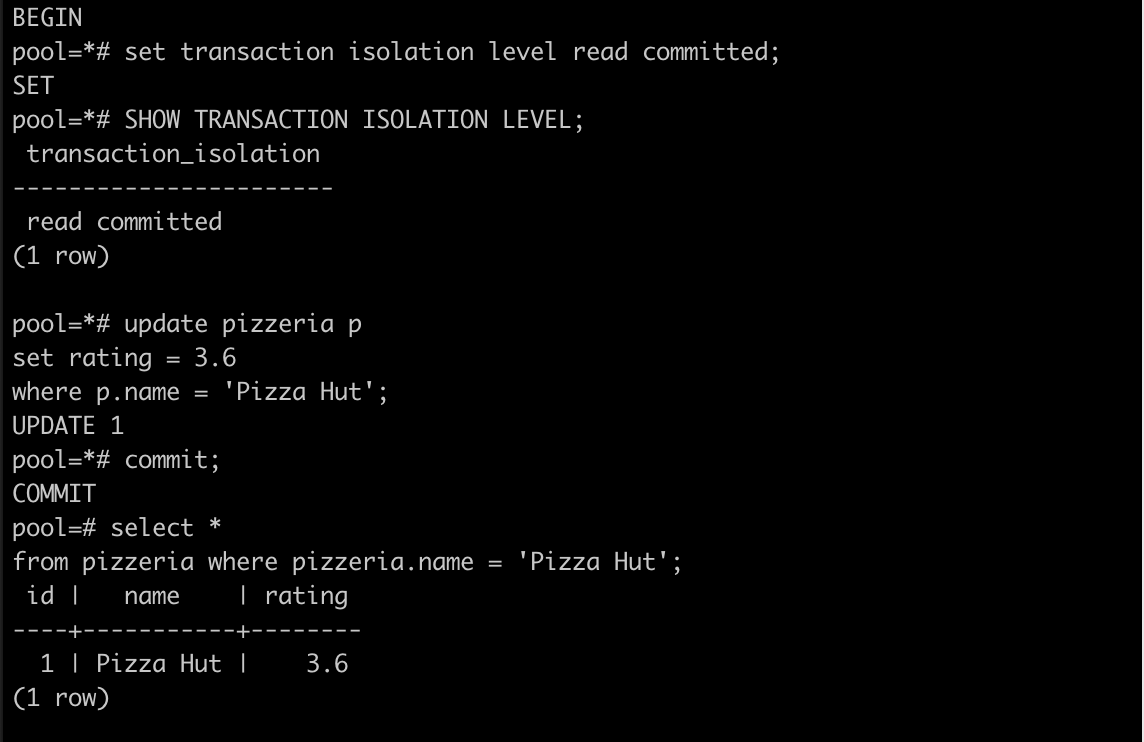 BEGIN
pool=*# set transaction isolation level read committed;
SET
pool=*# SHOW TRANSACTION ISOLATION LEVEL;
 transaction_isolation
-----------------------
 read committed
(1 row)

pool=*# update pizzeria p
set rating = 3.6
where p.name = 'Pizza Hut';
UPDATE 1
pool=*# commit;
COMMIT
pool=# select *
from pizzeria where pizzeria.name = 'Pizza Hut';
 id |   name    | rating
----+-----------+--------
  1 | Pizza Hut |    3.6
(1 row)